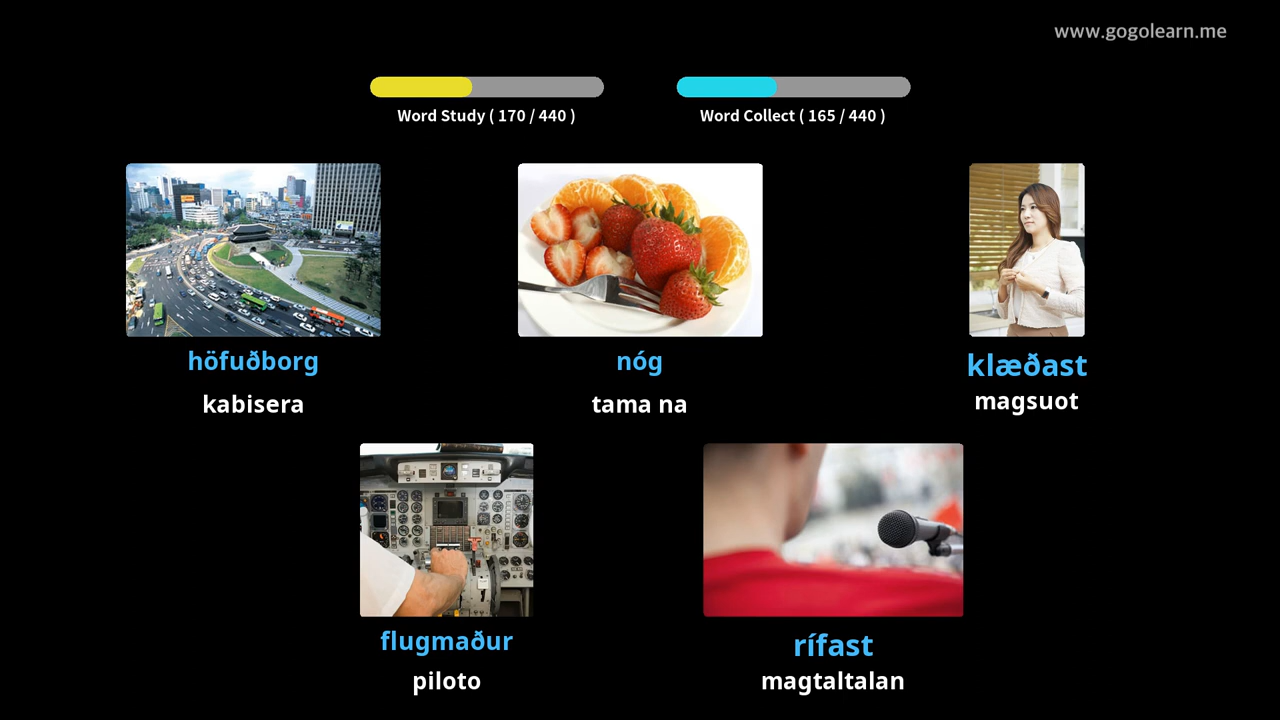 www.gogolearn.me
Word Study ( 170 / 440 )
Word Collect ( 165 / 440 )
höfuðborg
kabisera
nóg
tama na
klæðast
magsuot
flugmaður
piloto
rífast
magtaltalan